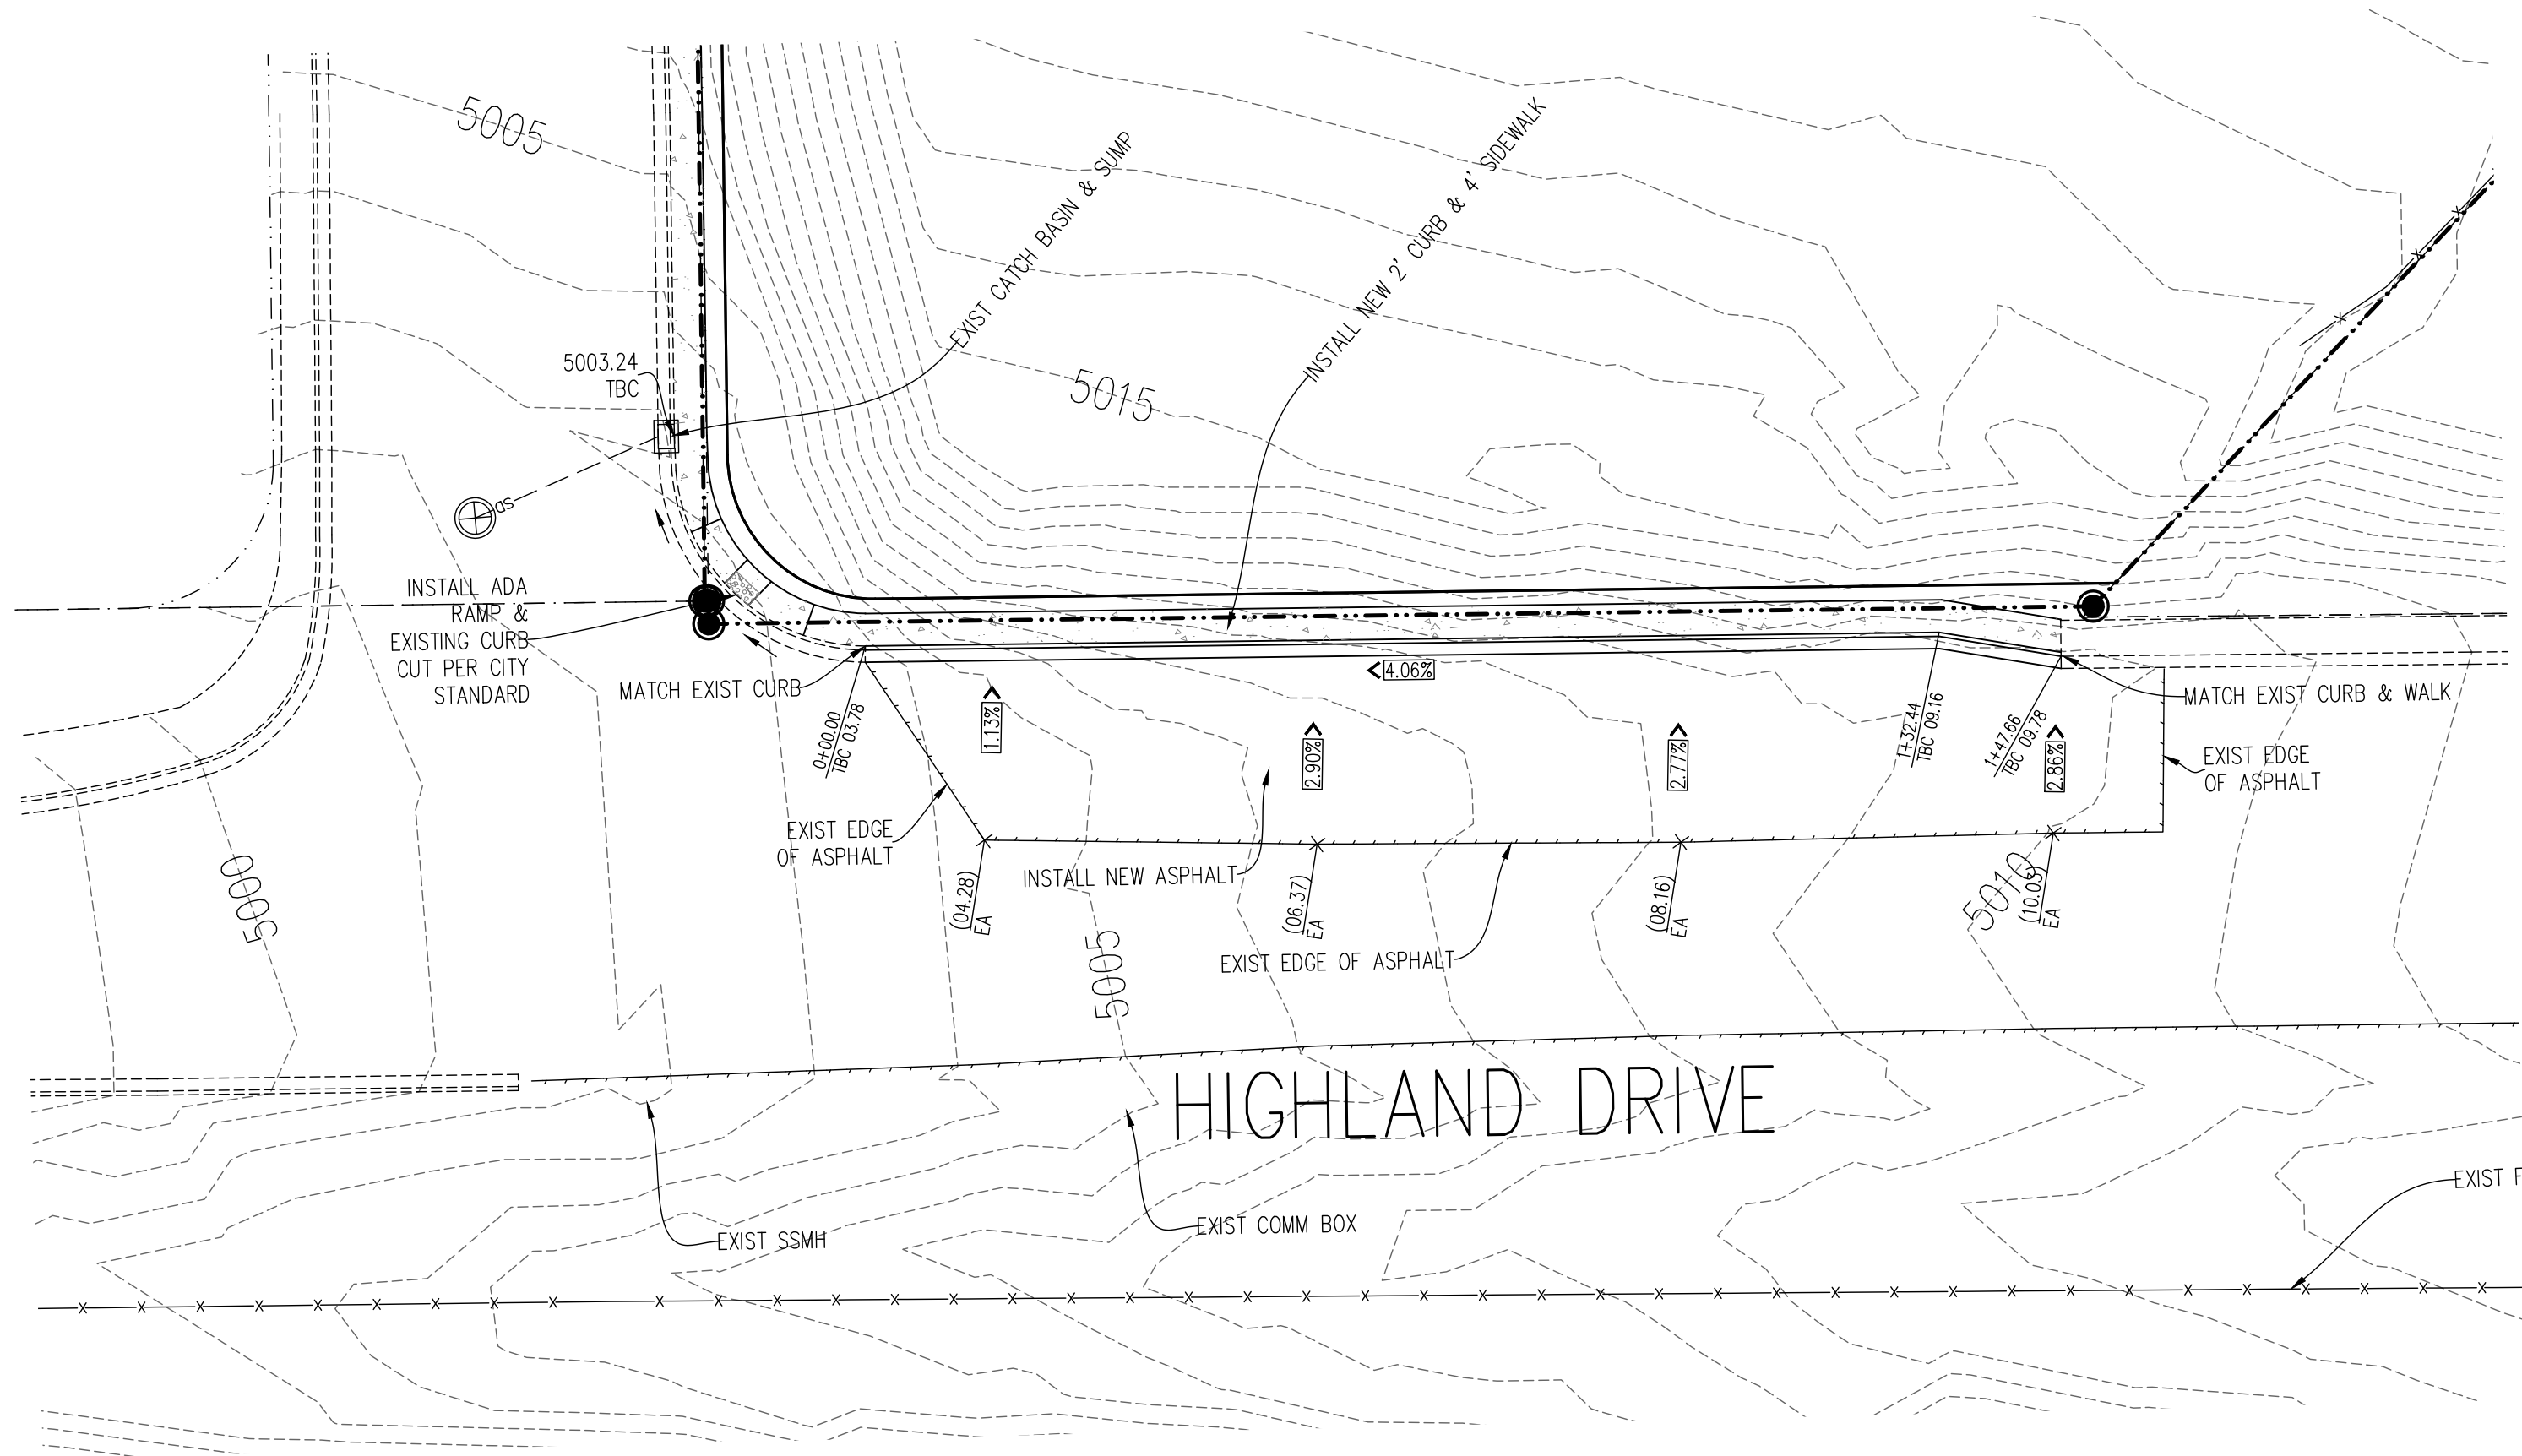 5005
EXIST CATCH BASIN & SUMP
INSTALL NEW 2' CURB & 4' SIDEWALK
5003.24
TBC
5015
SD
INSTALL ADA
RAMP &
EXISTING CURB
CUT PER CITY
STANDARD
MATCH EXIST CURB
4.06%
MATCH EXIST CURB & WALK
0+00.00
TBC 03.78
1.13%
2.90%
2.77%
1+32.44
TBC 09.16
1+47.66
TBC 09.78
2.86%
EXIST EDGE
OF ASPHALT
EXIST EDGE
OF ASPHALT
INSTALL NEW ASPHALT
5000
(04.28)
EA
5005
(06.37)
EA
EXIST EDGE OF ASPHALT
(08.16)
EA
5010
(10.03)
EA
HIGHLAND DRIVE
EXIST F
EXIST SSMH
EXIST COMM BOX